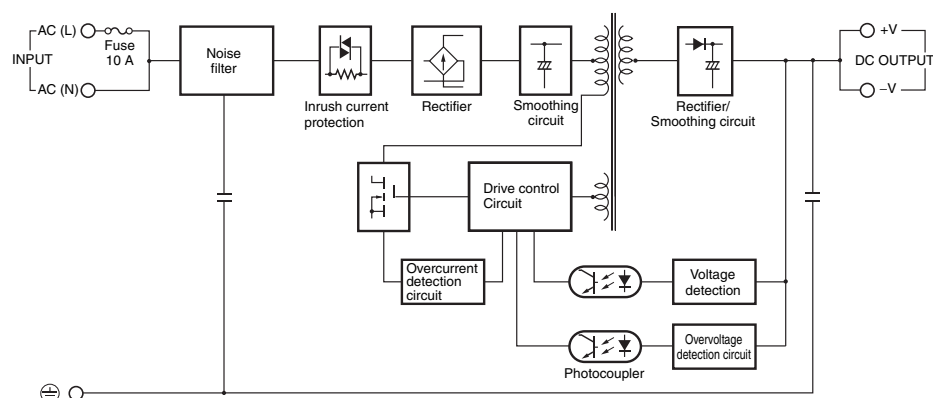 AC (L)
Fuse
10 A
INPUT
AC (N)
Noise
filter
Inrush current
protection
Rectifier
Smoothing
circuit
Rectifier/
Smoothing circuit
+V
DC OUTPUT
–V
Drive control
Circuit
Overcurrent
detection
circuit
Voltage
detection
Overvoltage
detection circuit
Photocoupler